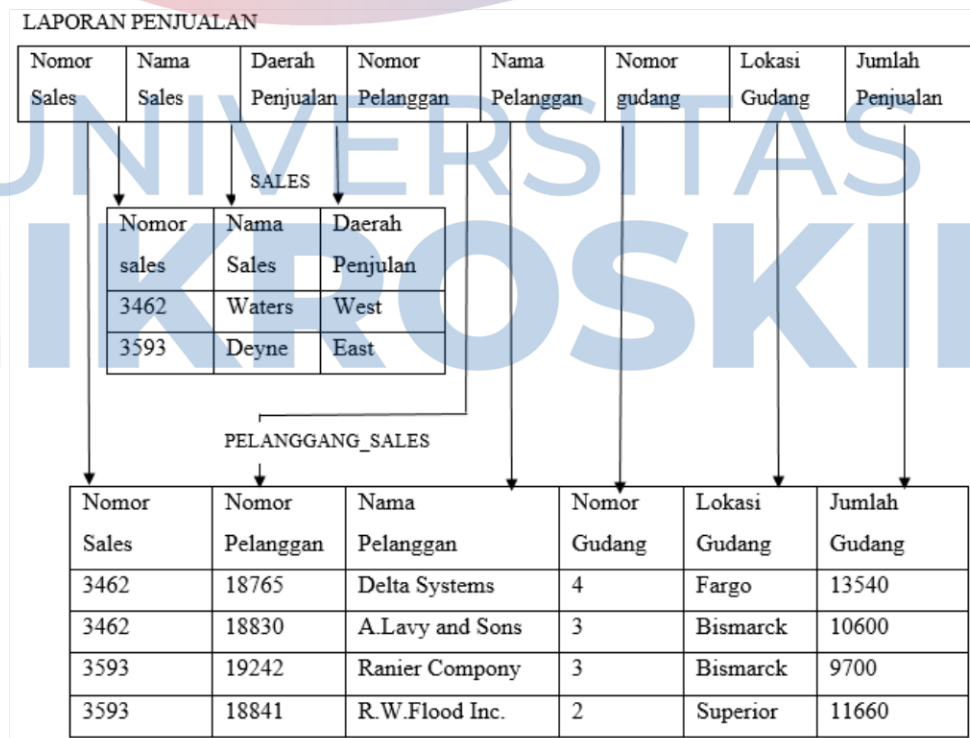 LAPORAN PENJUALAN
Nomor Sales Nama Sales Daerah Penjualan Nomor Pelanggan Nama Pelanggan Nomor gudang Lokasi Gudang Jumlah Penjualan
UNIVERSITAS
MIKROSKIL
SALES
Nomor sales Nama Sales Daerah Penjulan
3462 Waters West
3593 Deyne East
PELANGGANG_SALES
Nomor Sales Nomor Pelanggan Nama Pelanggan Nomor Gudang Lokasi Gudang Jumlah Gudang
3462 18765 Delta Systems 4 Fargo 13540
3462 18830 A.Lavy and Sons 3 Bismarck 10600
3593 19242 Ranier Compony 3 Bismarck 9700
3593 18841 R.W.Flood Inc. 2 Superior 11660